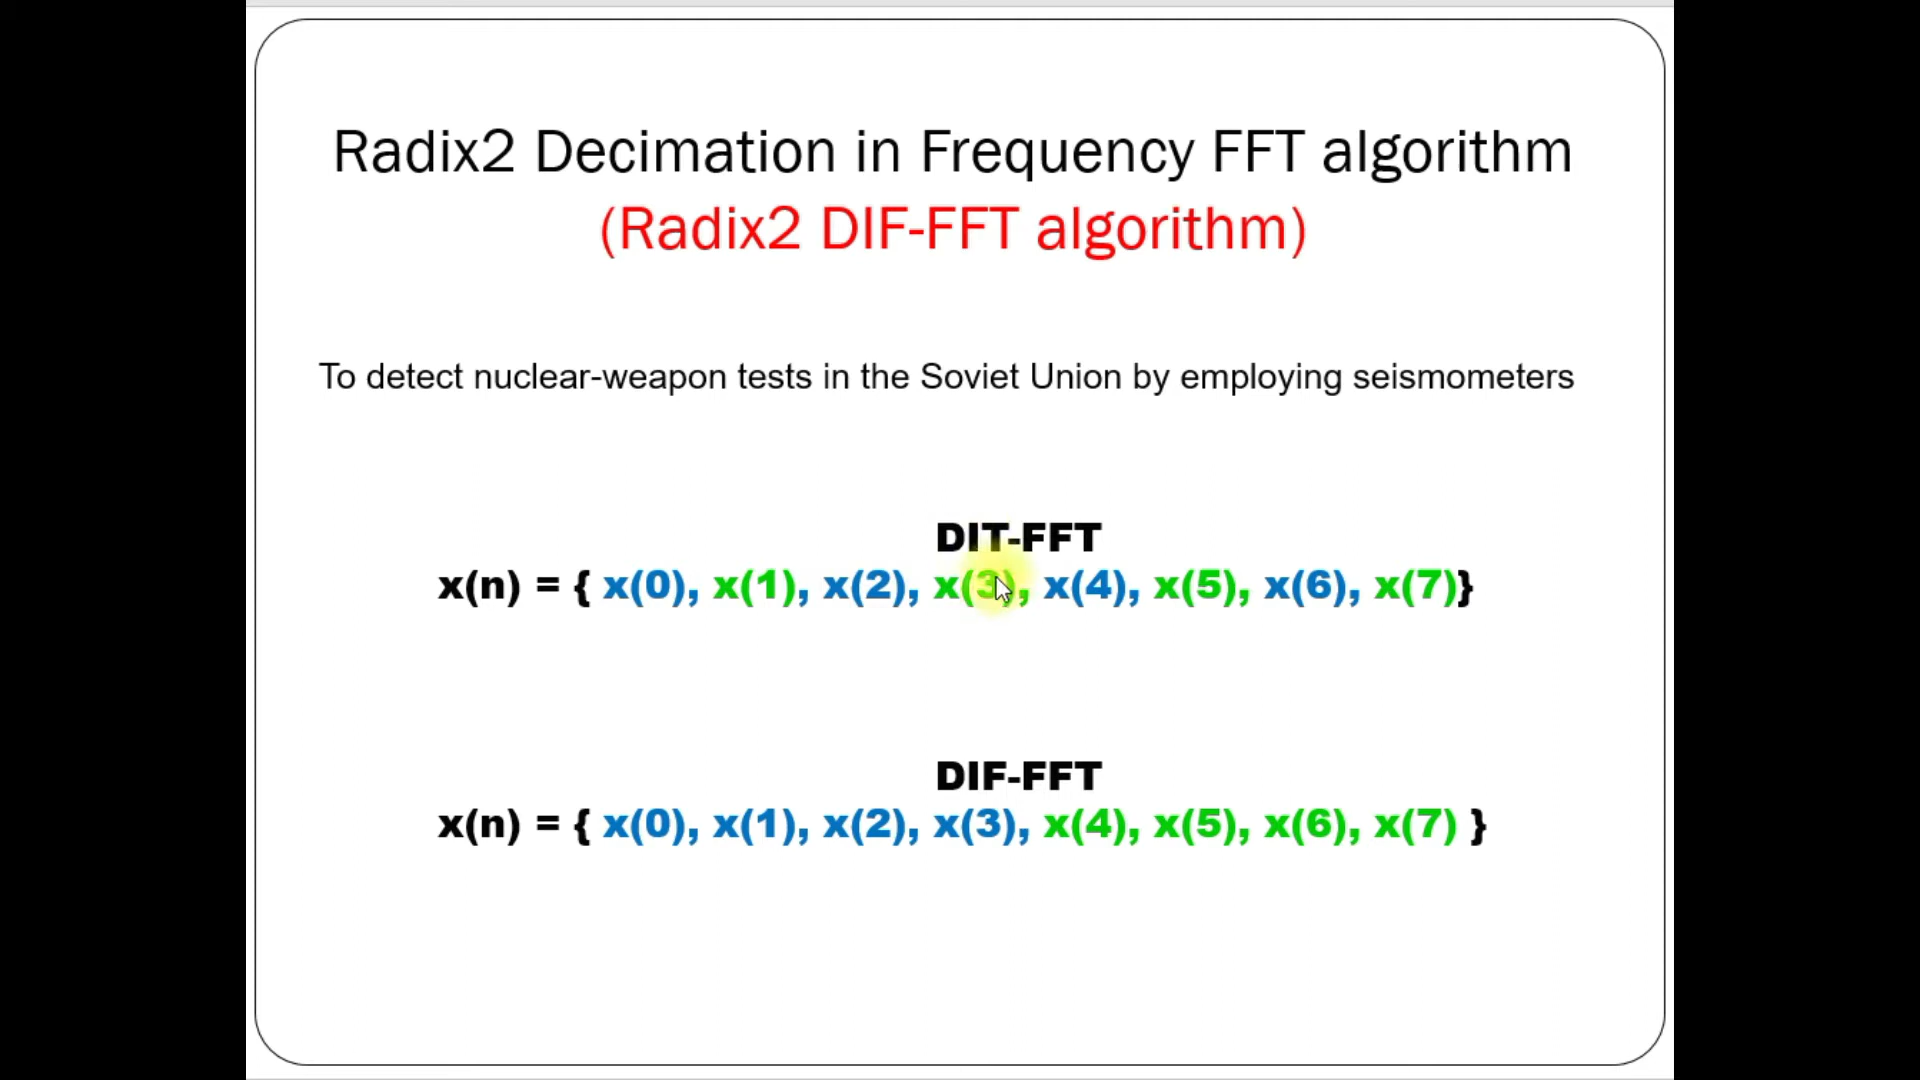 Radix2 Decimation in Frequency FFT algorithm
(Radix2 DIF-FFT algorithm)
To detect nuclear-weapon tests in the Soviet Union by employing seismometers
DIT-FFT
x(n) = { x(0), x(1), x(2), x(3), x(4), x(5), x(6), x(7)}
DIF-FFT
x(n) = { x(0), x(1), x(2), x(3), x(4), x(5), x(6), x(7) }